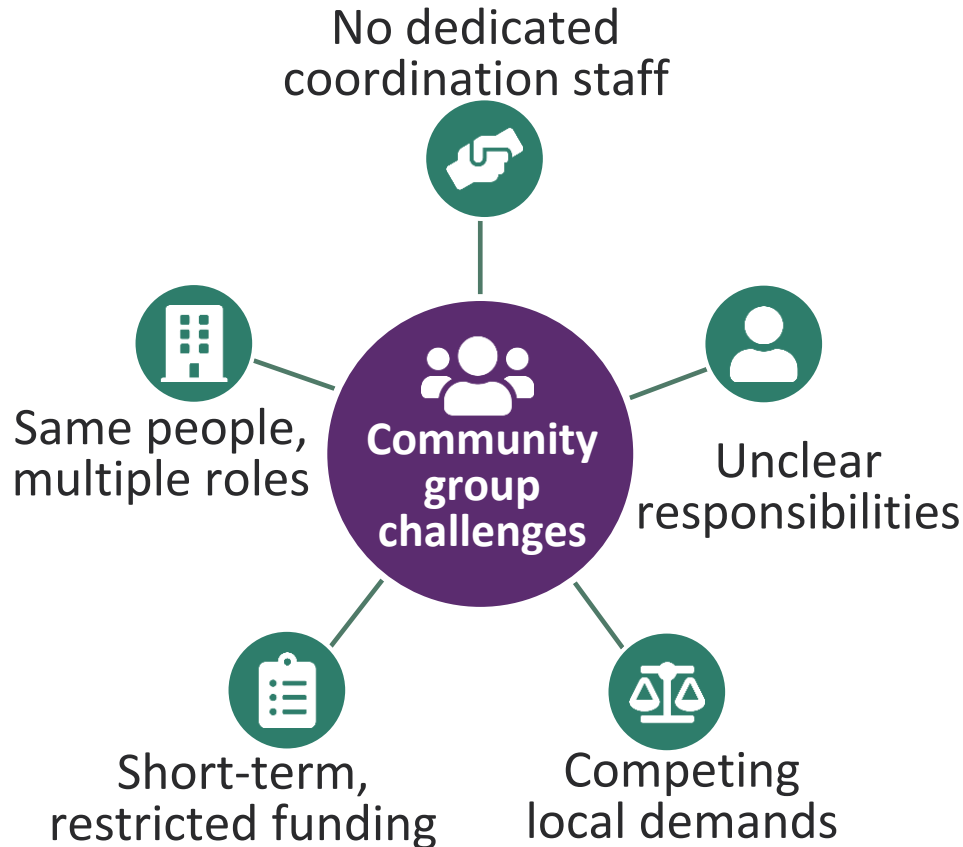 No dedicated
coordination staff
Same people,
multiple roles
Community
group
challenges
Unclear
responsibilities
Short-term,
restricted funding
Competing
local demands